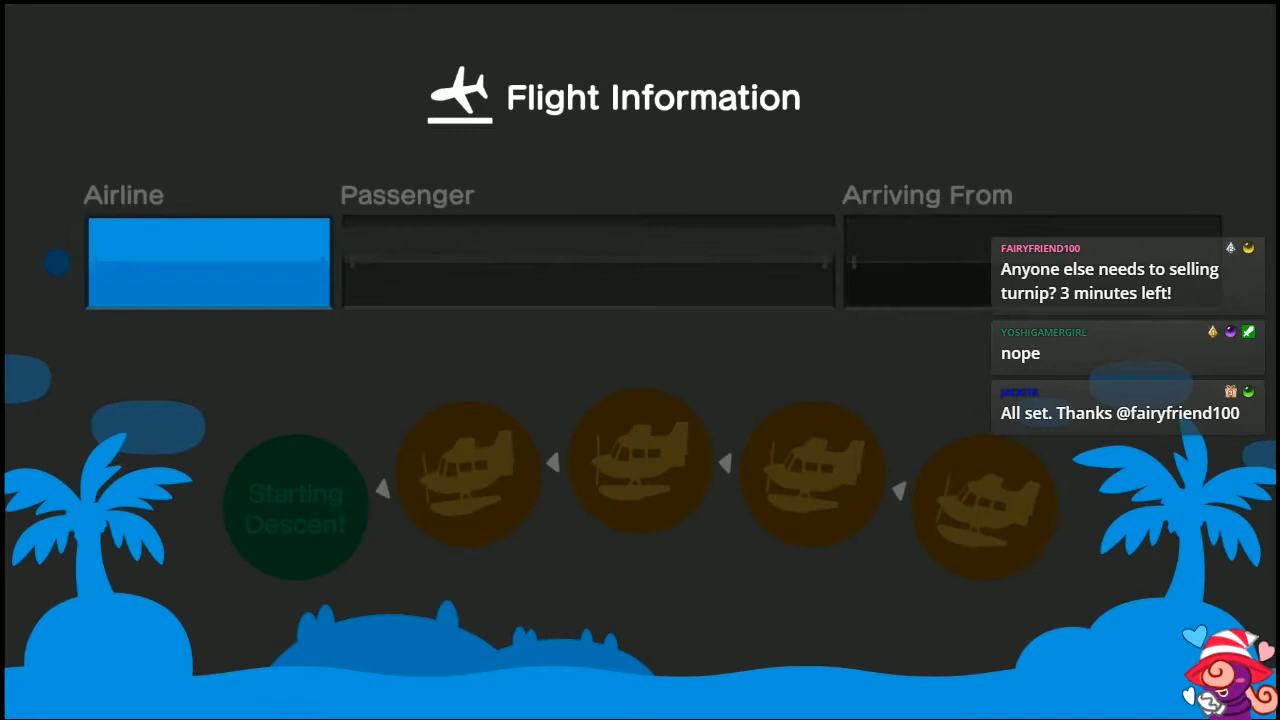 Flight Information
Airline
Passenger
Arriving From
FAIRYFRIEND100
Anyone else needs to selling
turnip? 3 minutes left!
YOSHIGAMERGIRL
nope
All set. Thanks @fairyfriend100
Starting
Descent